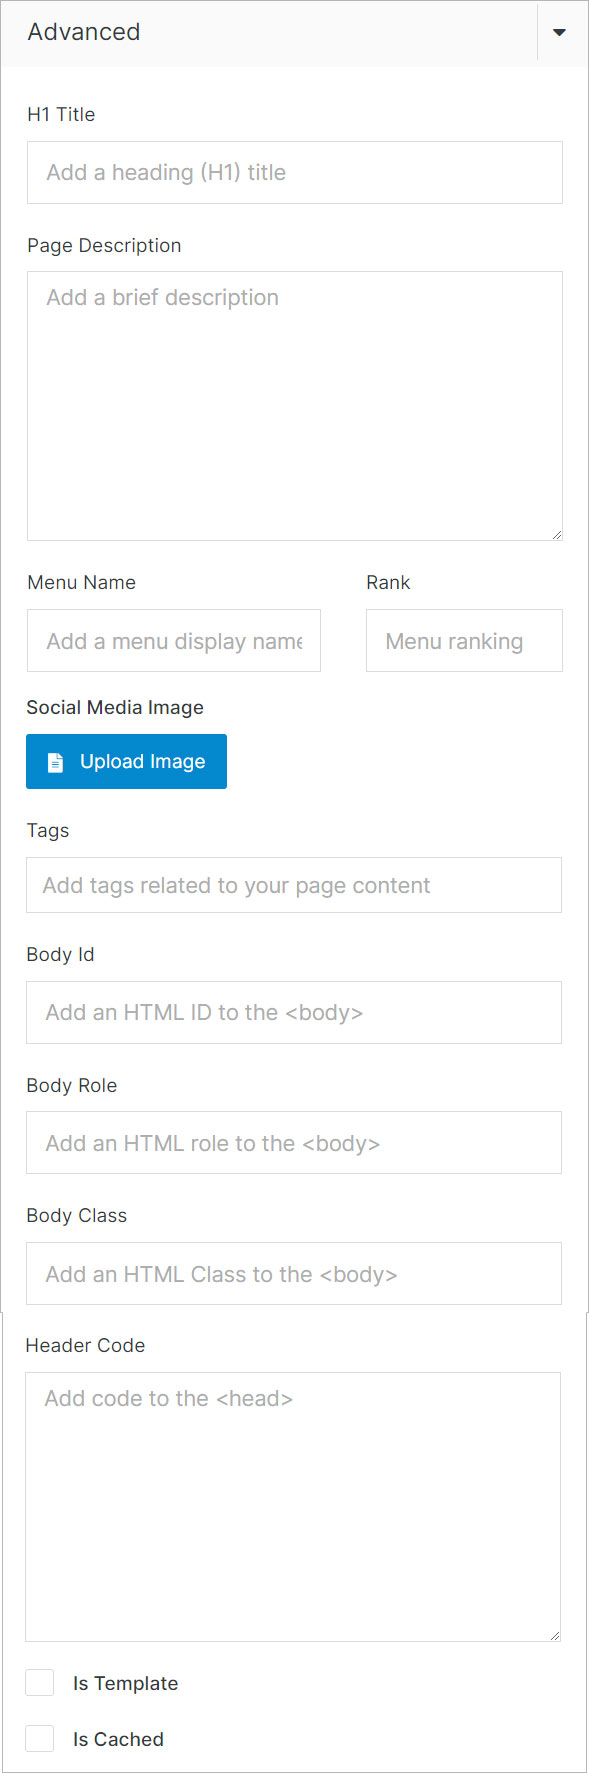 Advanced
H1 Title
Add a heading (H1) title
Page Description
Add a brief description
Menu Name
Rank
Add a menu display name
Menu ranking
Social Media Image
Upload Image
Tags
Add tags related to your page content
Body Id
Add an HTML ID to the <body>
Body Role
Add an HTML role to the <body>
Body Class
Add an HTML Class to the <body>
Header Code
Add code to the <head>
Is Template
Is Cached